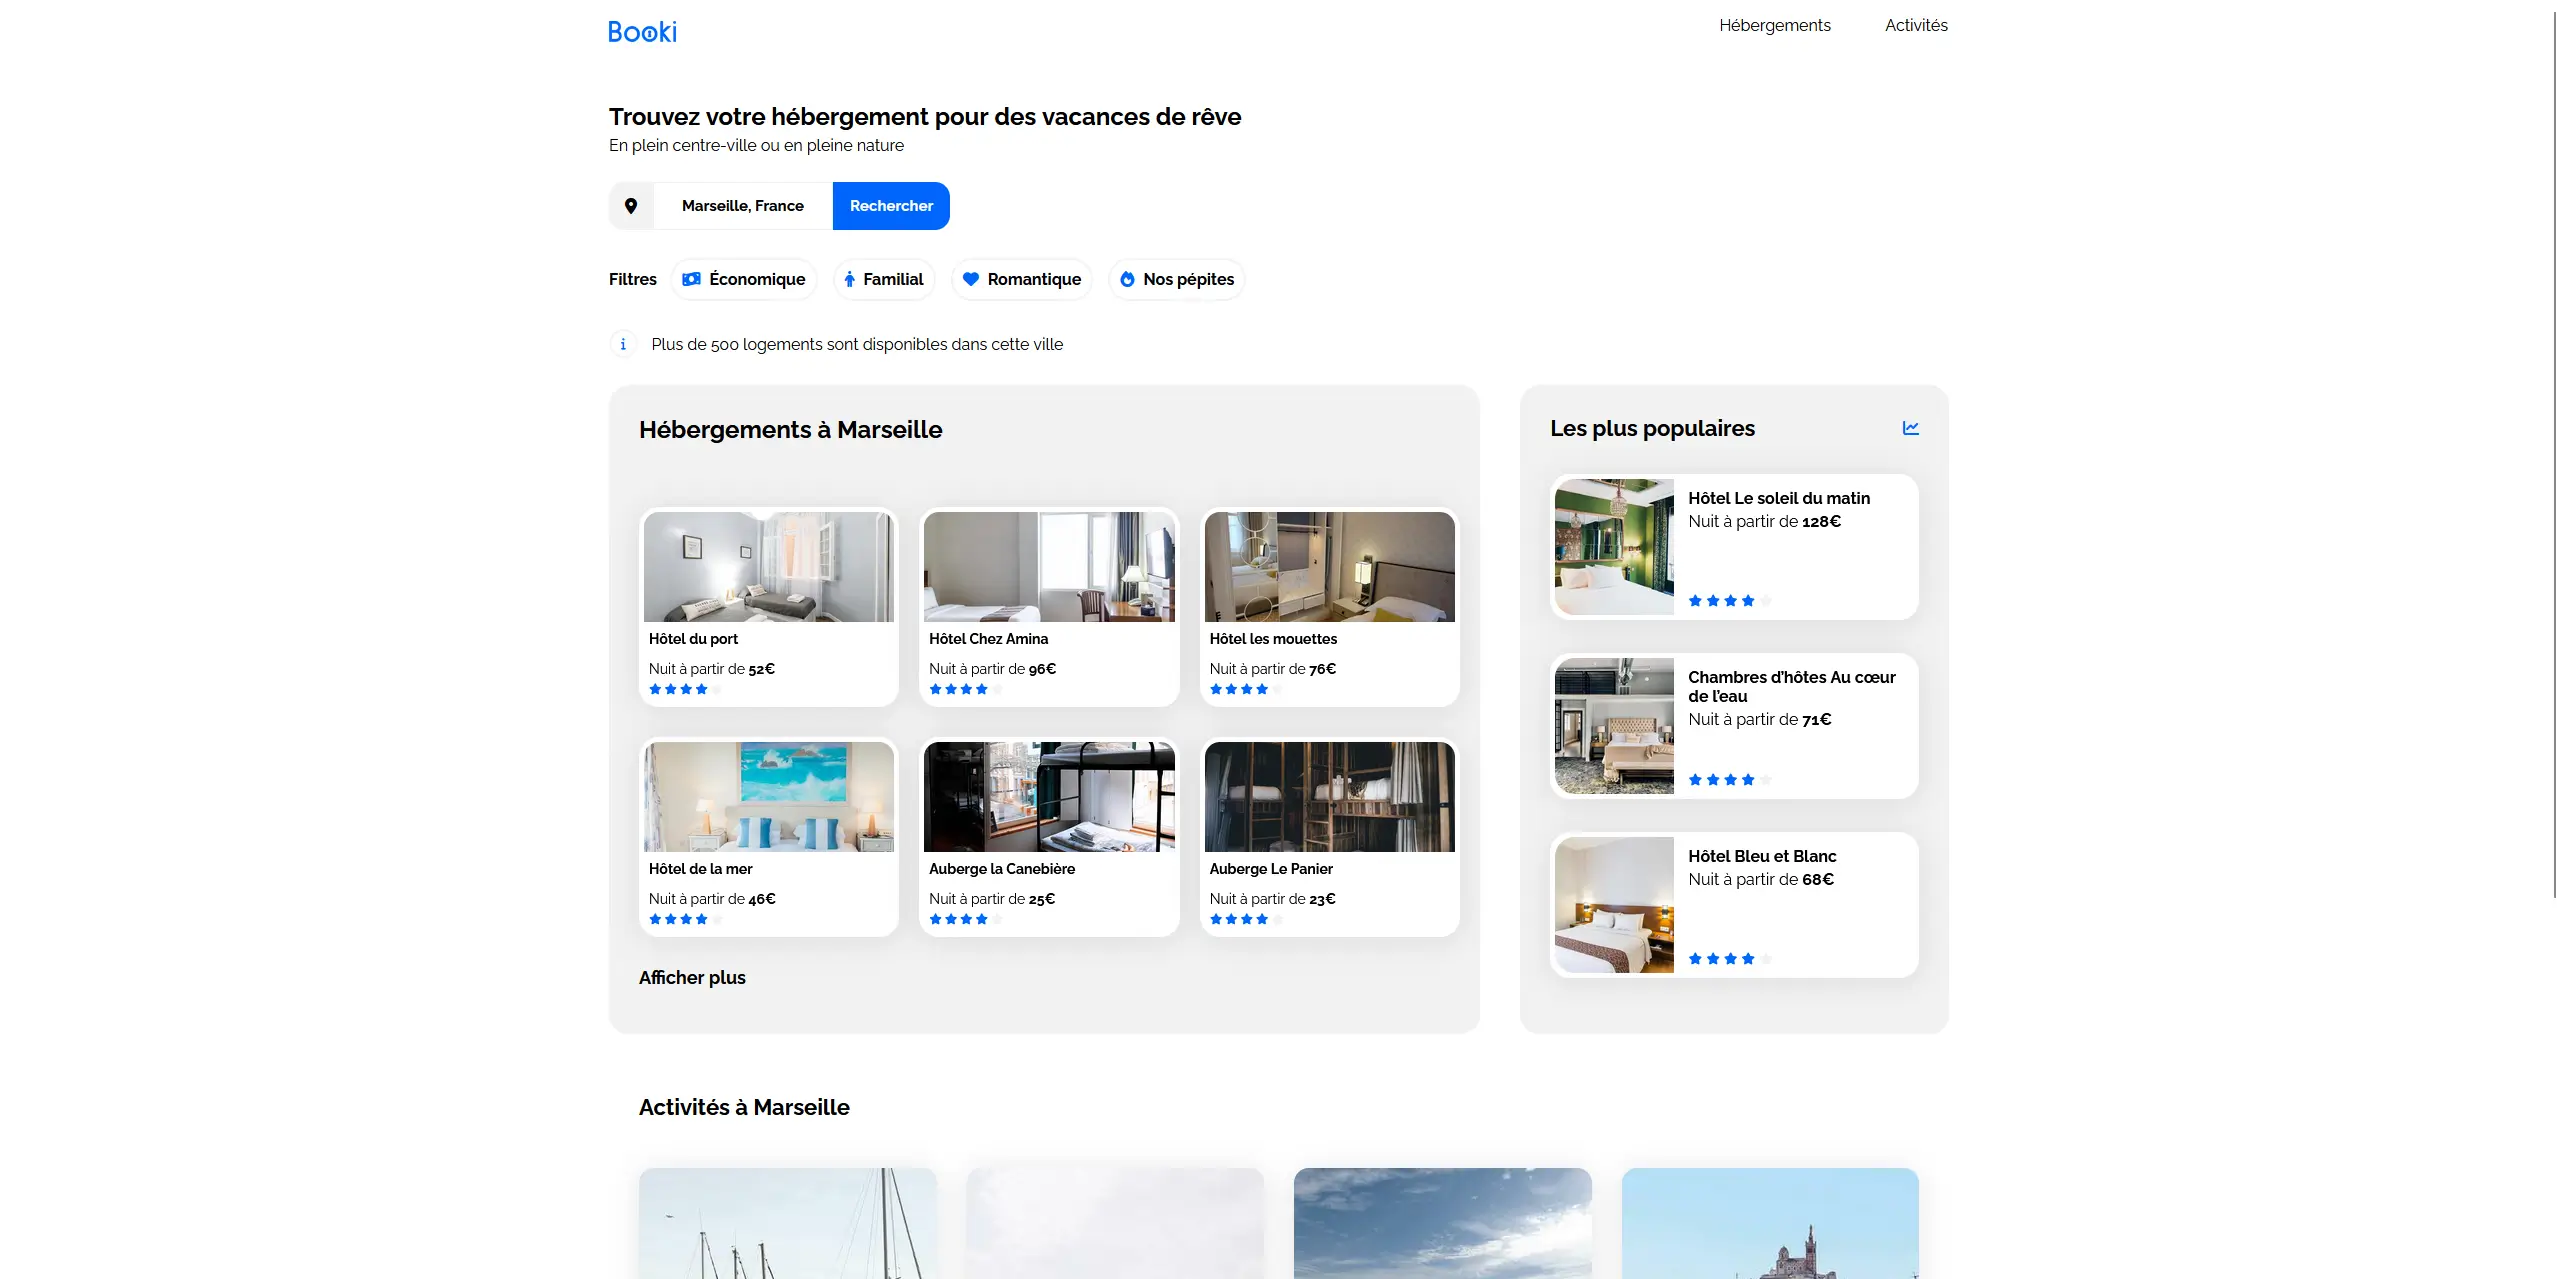 Booki
Hébergements
Activités
Trouvez votre hébergement pour des vacances de rêve
En plein centre-ville ou en pleine nature
Marseille, France
Rechercher
Filtres
Économique
Familial
Romantique
Nos pépites
Plus de 500 logements sont disponibles dans cette ville
Hébergements à Marseille
Hôtel du port
Nuit à partir de 52€
Hôtel Chez Amina
Nuit à partir de 96€
Hôtel les mouettes
Nuit à partir de 76€
Hôtel de la mer
Nuit à partir de 46€
Auberge la Canebière
Nuit à partir de 25€
Auberge Le Panier
Nuit à partir de 23€
Afficher plus
Les plus populaires
Hôtel Le soleil du matin
Nuit à partir de 128€
Chambres d’hôtes Au cœur
de l’eau
Nuit à partir de 71€
Hôtel Bleu et Blanc
Nuit à partir de 68€
Activités à Marseille